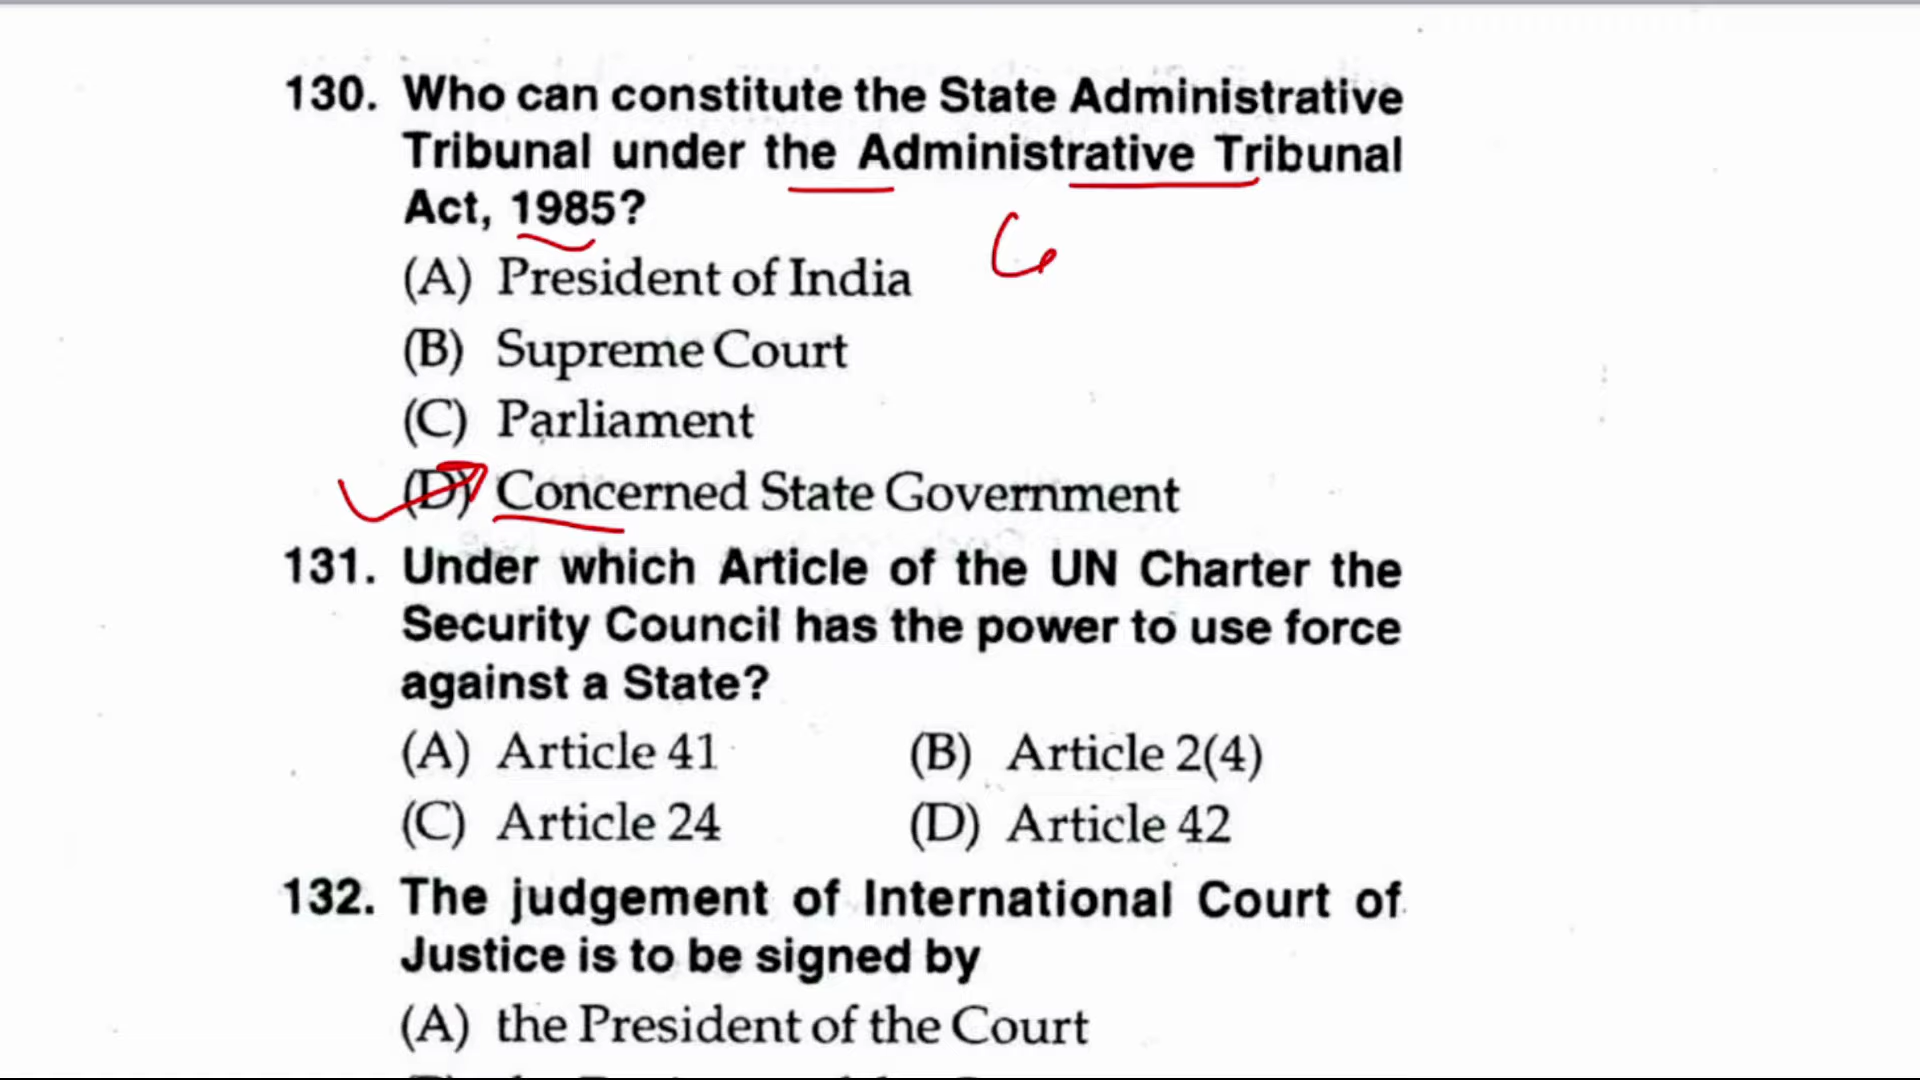 130. Who can constitute the State Administrative
Tribunal under the Administrative Tribunal
Act, 1985?
(A) President of India
(B) Supreme Court
(C) Parliament
(D) Concerned State Government
131. Under which Article of the UN Charter the
Security Council has the power to use force
against a State?
(A) Article 41 (B) Article 2(4)
(C) Article 24 (D) Article 42
132. The judgement of International Court of
Justice is to be signed by
(A) the President of the Court